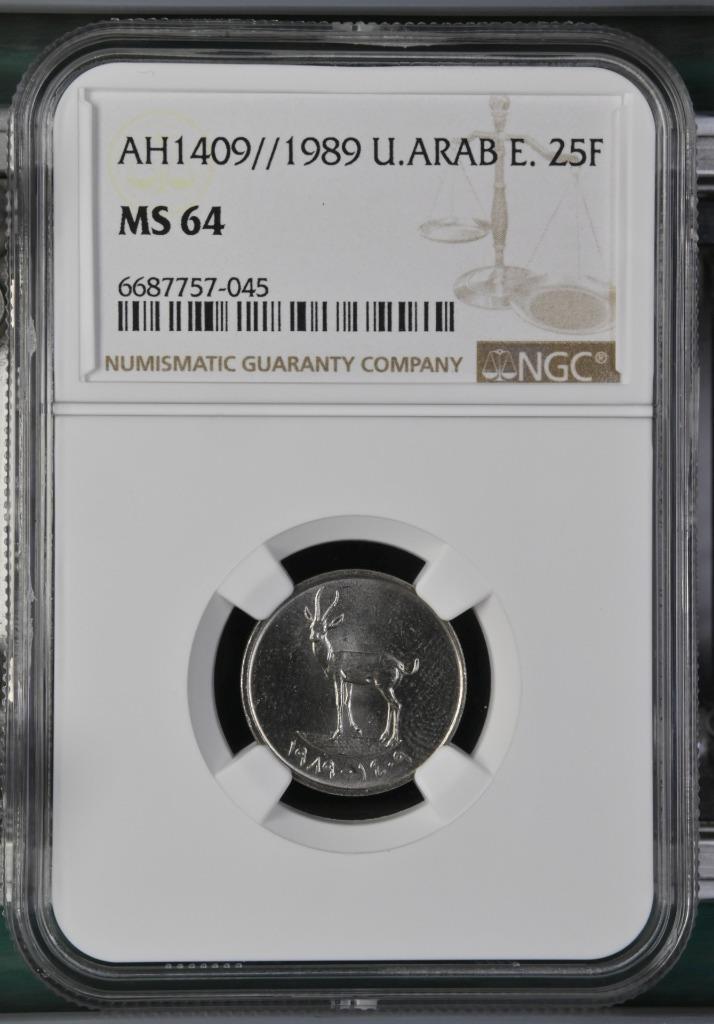 AH1409//1989 U.ARAB E. 25F
MS 64
6687757-045
NUMISMATIC GUARANTY COMPANY NGC®
١٩٨٩-١٤٠٩